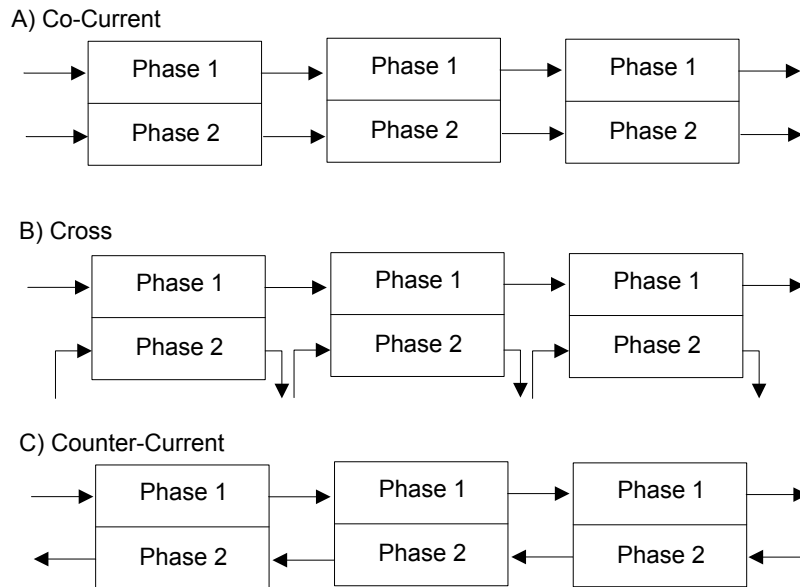 A) Co-Current
Phase 1 Phase 1 Phase 1
Phase 2 Phase 2 Phase 2
B) Cross
Phase 1 Phase 1 Phase 1
Phase 2 Phase 2 Phase 2
C) Counter-Current
Phase 1 Phase 1 Phase 1
Phase 2 Phase 2 Phase 2